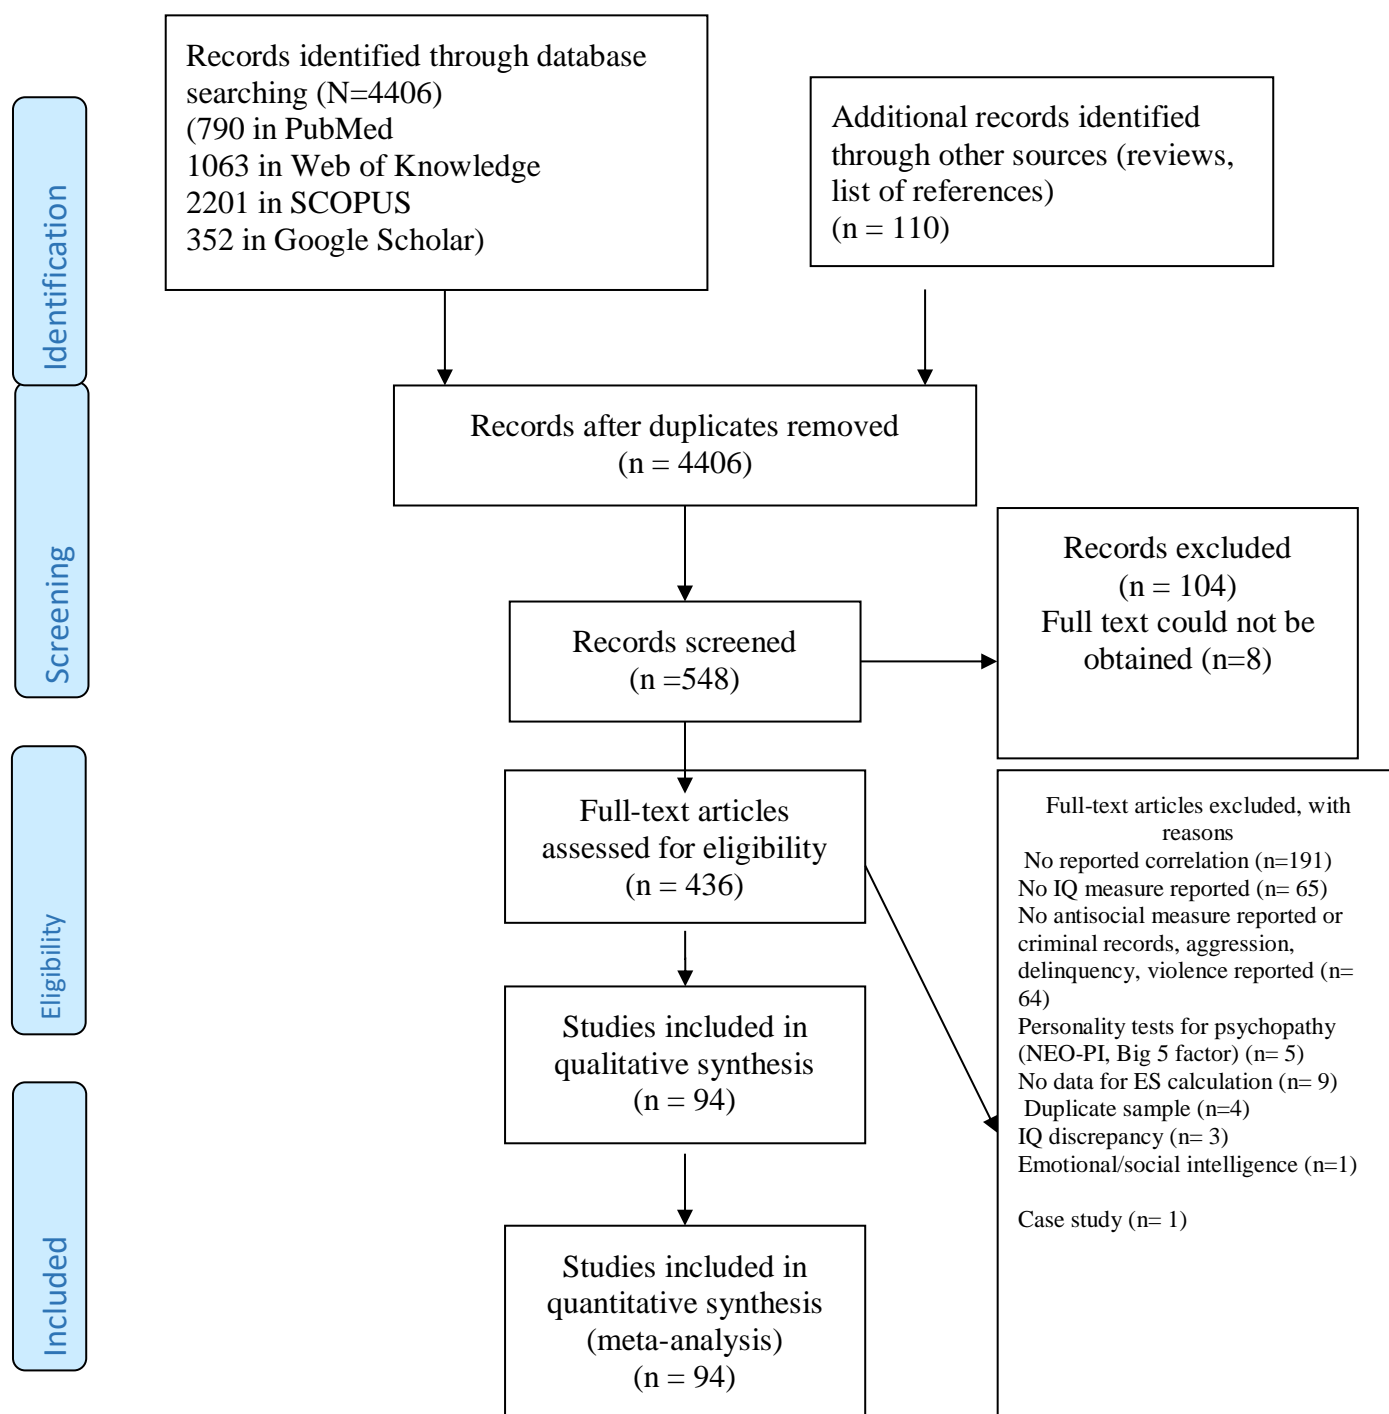 Records identified through database
searching (N=4406)
(790 in PubMed
1063 in Web of Knowledge
2201 in SCOPUS
352 in Google Scholar)
Additional records identified
through other sources (reviews,
list of references)
(n = 110)
Identification
Records after duplicates removed
(n = 4406)
Screening
Records screened
(n =548)
Records excluded
(n = 104)
Full text could not be
obtained (n=8)
Eligibility
Full-text articles
assessed for eligibility
(n = 436)
Full-text articles excluded, with
reasons
No reported correlation (n=191)
No IQ measure reported (n= 65)
No antisocial measure reported or
criminal records, aggression,
delinquency, violence reported (n=
64)
Personality tests for psychopathy
(NEO-PI, Big 5 factor) (n= 5)
No data for ES calculation (n= 9)
Duplicate sample (n=4)
IQ discrepancy (n= 3)
Emotional/social intelligence (n=1)
Case study (n= 1)
Studies included in
qualitative synthesis
(n = 94)
Included
Studies included in
quantitative synthesis
(meta-analysis)
(n = 94)